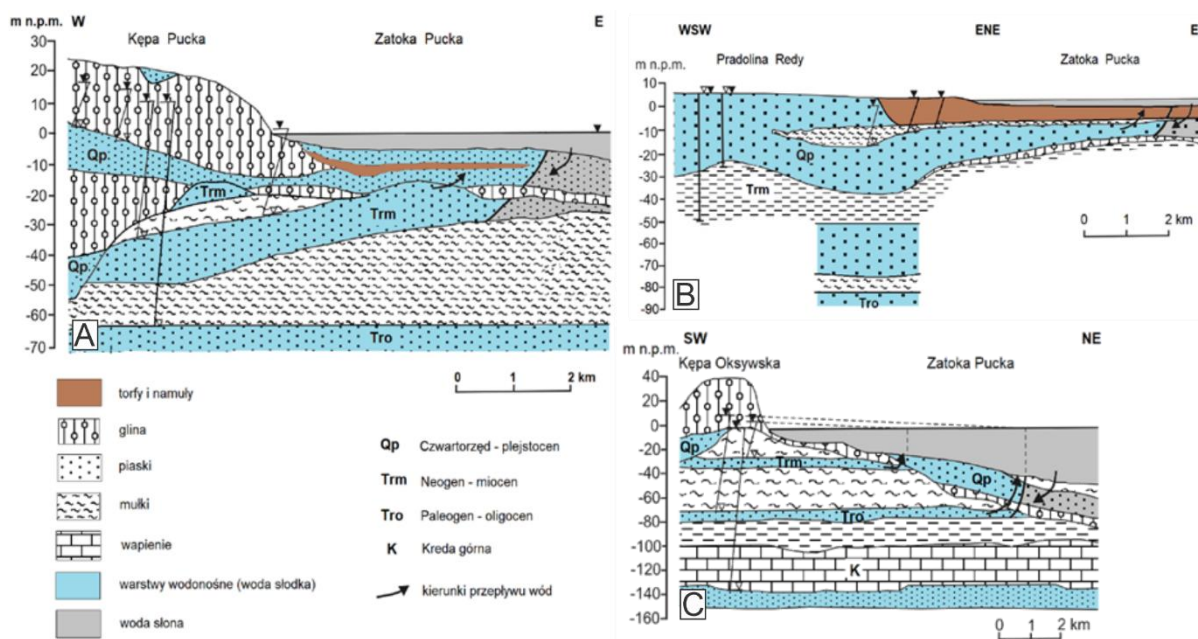 m n.p.m. W E
Kępa Pucka Zatoka Pucka
30
20
10
0
-10
-20
-30
-40
-50
-60
-70
Qp
Trm
Trm
Qp
Tro
A
0 1 2 km
torfy i namuły
glina
piaski
mułki
wapienie
warstwy wodonośne (woda słodka)
woda słona
Qp Czwartorzęd - plejstocen
Trm Neogen - miocen
Tro Paleogen - oligocen
K Kreda górna
kierunki przepływu wód
WSW ENE E
m n.p.m. Pradolina Redy Zatoka Pucka
10
0
-10
-20
-30
-40
-50
-60
-70
-80
-90
Qp
Trm
Tro
B
0 1 2 km
SW NE
m n.p.m. Kępa Oksywska Zatoka Pucka
40
20
0
-20
-40
-60
-80
-100
-120
-140
-160
Qp
Trm
Qp
Tro
K
C
0 1 2 km